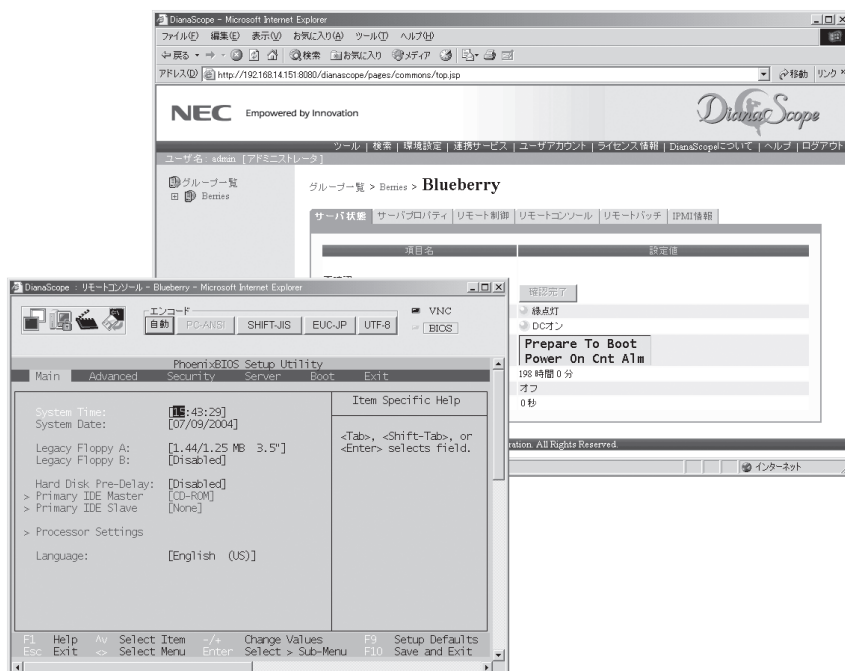 DianaScope - Microsoft Internet Explorer
ファイル(F) 編集(E) 表示(V) お気に入り(A) ツール(T) ヘルプ(H)
戻る 検索 お気に入り メディア
アドレス(D) http://192.168.14.151:8080/dianascope/pages/commons/top.jsp 移動 リンク
NEC Empowered by Innovation DianaScope
ツール | 検索 | 環境設定 | 連携サービス | ユーザアカウント | ライセンス情報 | DianaScopeについて | ヘルプ | ログアウト
ユーザ名: admin [アドミニストレータ]
グループ一覧
Berries
グループ一覧 > Berries > Blueberry
サーバ状態 サーバプロパティ リモート制御 リモートコンソール リモートバッチ IPMI情報
項目名 設定値
確認完了
緑点灯
DCオン
Prepare To Boot
Power On Cnt Alm
198 時間 0 分
オフ
0 秒
ration. All Rights Reserved.
インターネット
DianaScope : リモートコンソール - Blueberry - Microsoft Internet Explorer
エンコード
自動 PC-ANSI SHIFT-JIS EUC-JP UTF-8
VNC
BIOS
PhoenixBIOS Setup Utility
Main Advanced Security Server Boot Exit
Item Specific Help
System Time: [15:43:29]
System Date: [07/09/2004]
<Tab>, <Shift-Tab>, or
<Enter> selects field.
Legacy Floppy A: [1.44/1.25 MB 3.5"]
Legacy Floppy B: [Disabled]
Hard Disk Pre-Delay: [Disabled]
> Primary IDE Master [CD-ROM]
> Primary IDE Slave [None]
> Processor Settings
Language: [English (US)]
F1 Help ^v Select Item -/+ Change Values F9 Setup Defaults
Esc Exit <> Select Menu Enter Select > Sub-Menu F10 Save and Exit